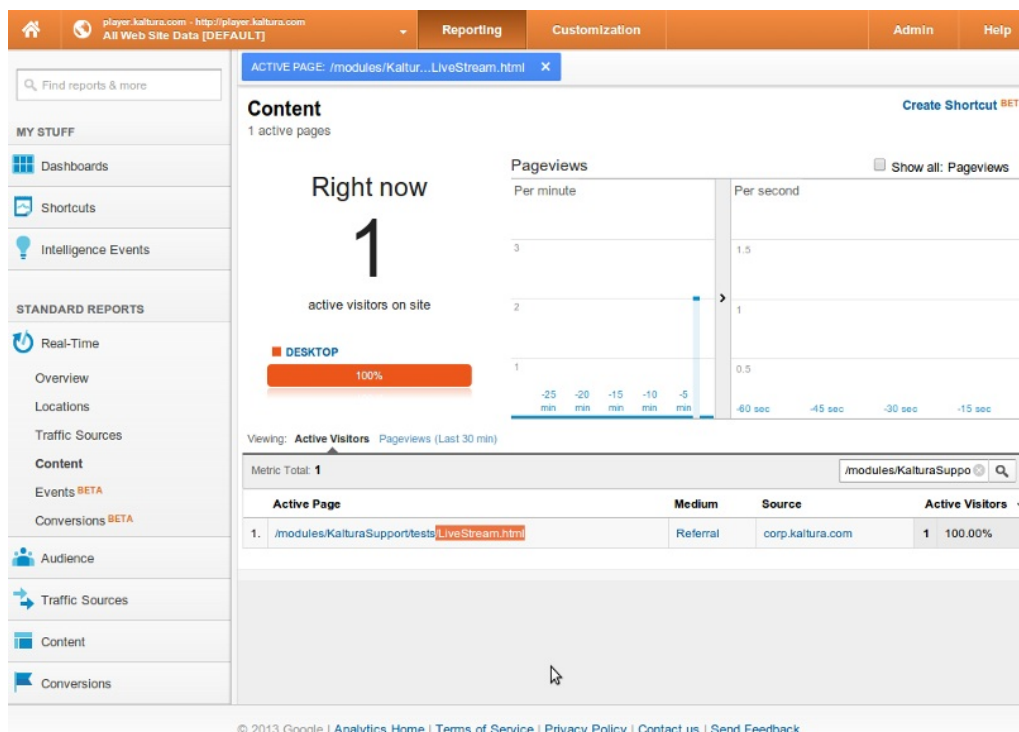 player.kaltura.com - http://player.kaltura.com
All Web Site Data [DEFAULT]
Reporting
Customization
Admin
Help
Find reports & more
MY STUFF
Dashboards
Shortcuts
Intelligence Events
STANDARD REPORTS
Real-Time
Overview
Locations
Traffic Sources
Content
Events BETA
Conversions BETA
Audience
Traffic Sources
Content
Conversions
ACTIVE PAGE: /modules/Kaltur...LiveStream.html X
Content
Create Shortcut BET
1 active pages
Right now
1
active visitors on site
DESKTOP
100%
Pageviews
Show all: Pageviews
Per minute
3
2
1
-25 min
-20 min
-15 min
-10 min
-5 min
Per second
1.5
1
0.5
-60 sec
-45 sec
-30 sec
-15 sec
Viewing: Active Visitors Pageviews (Last 30 min)
Metric Total: 1
/modules/KalturaSuppo
Active Page Medium Source Active Visitors
1. /modules/KalturaSupport/tests/LiveStream.html Referral corp.kaltura.com 1 100.00%
© 2013 Google | Analytics Home | Terms of Service | Privacy Policy | Contact us | Send Feedback